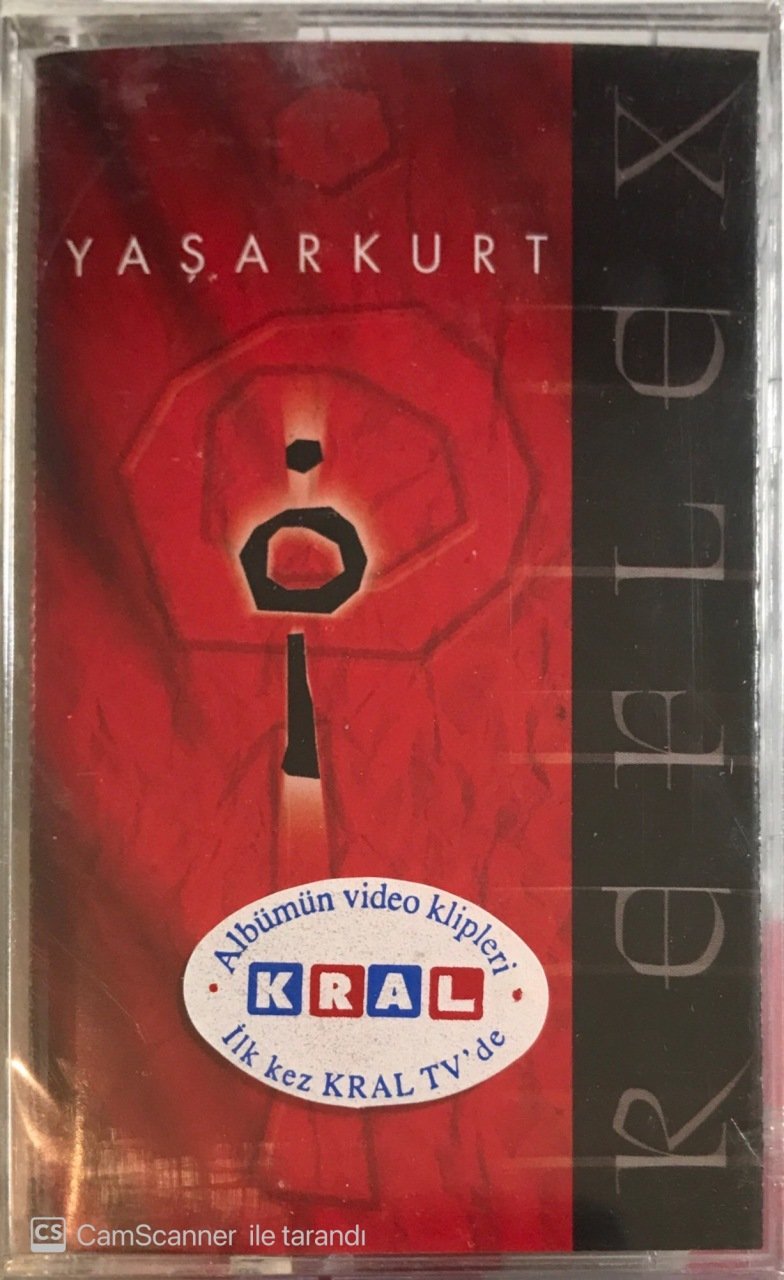 YAŞARKURT
ReFLeX
Albümün video klipleri
KRAL
İlk kez KRAL TV'de
CS CamScanner ile tarandı